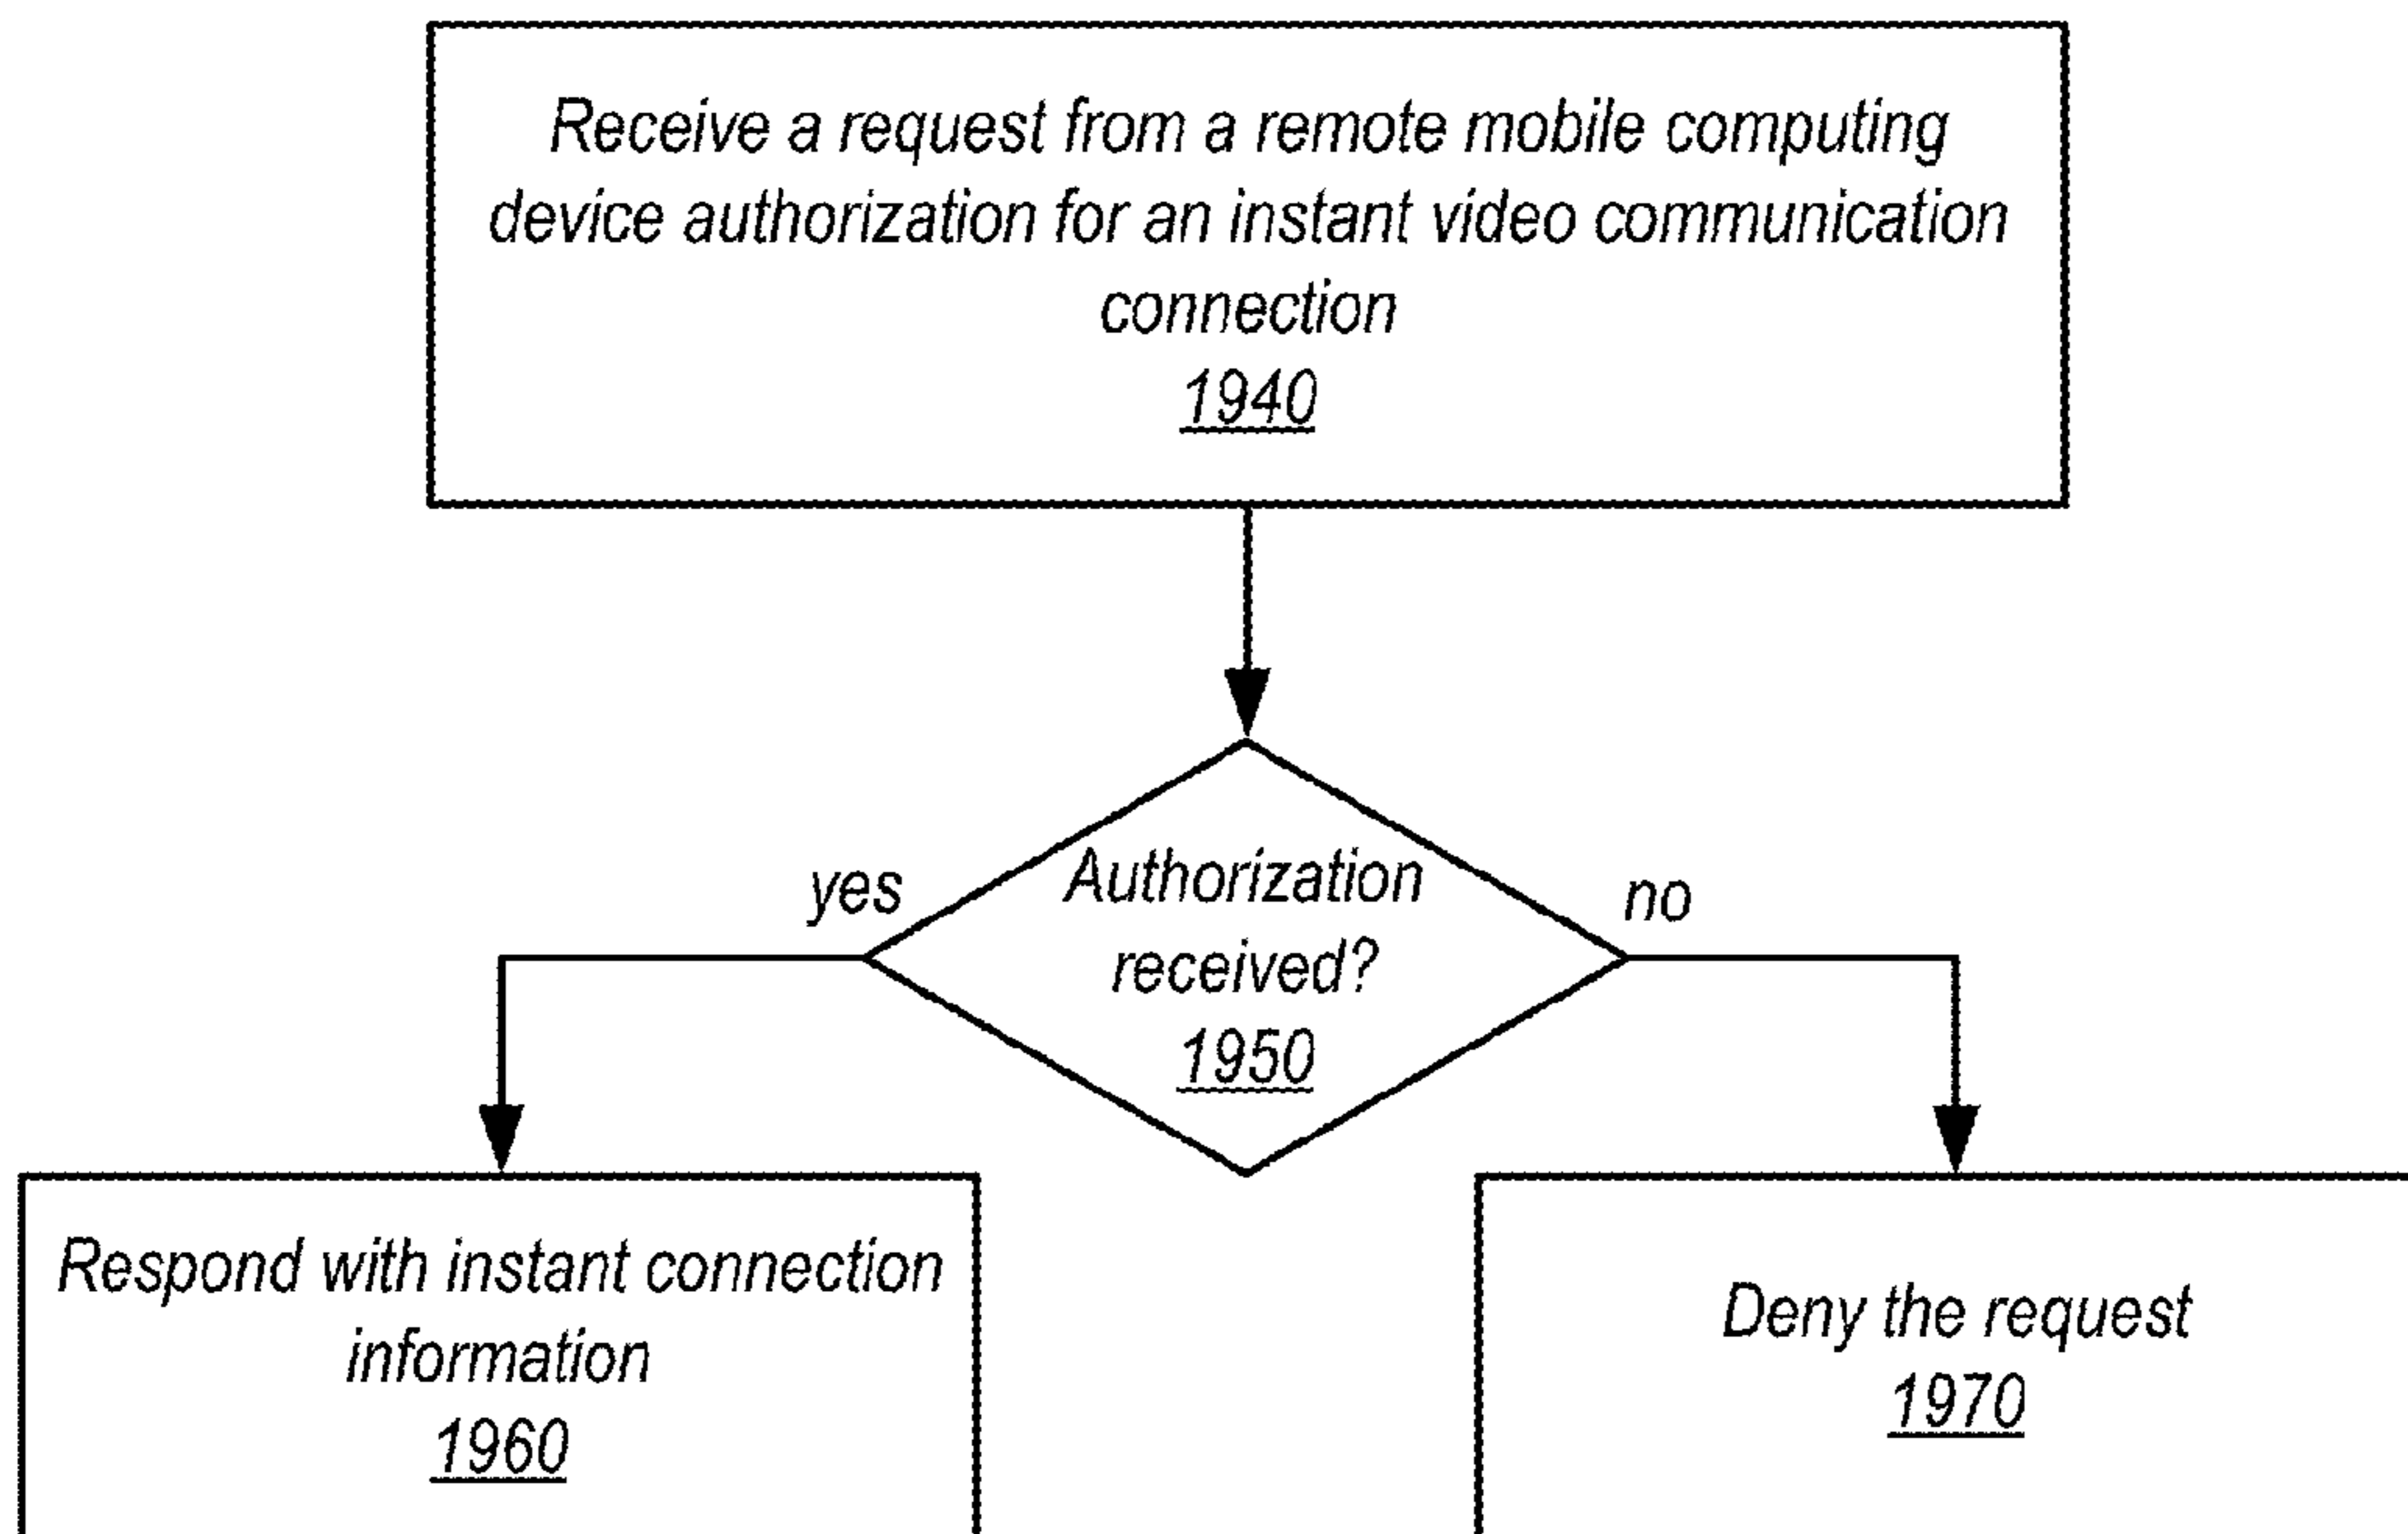 Receive a request from a remote mobile computing
device authorization for an instant video communication
connection
1940
yes
Authorization
received?
1950
no
Respond with instant connection
information
1960
Deny the request
1970